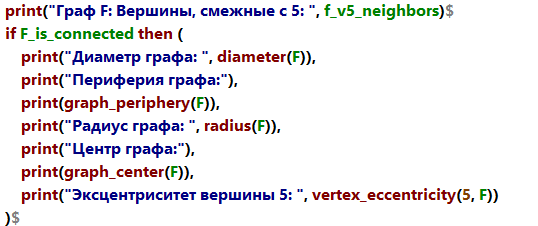 print("Граф F: Вершины, смежные с 5: ", f_v5_neighbors)$
if F_is_connected then (
print("Диаметр графа: ", diameter(F)),
print("Периферия графа:"),
print(graph_periphery(F)),
print("Радиус графа: ", radius(F)),
print("Центр графа:"),
print(graph_center(F)),
print("Эксцентриситет вершины 5: ", vertex_eccentricity(5, F))
)$